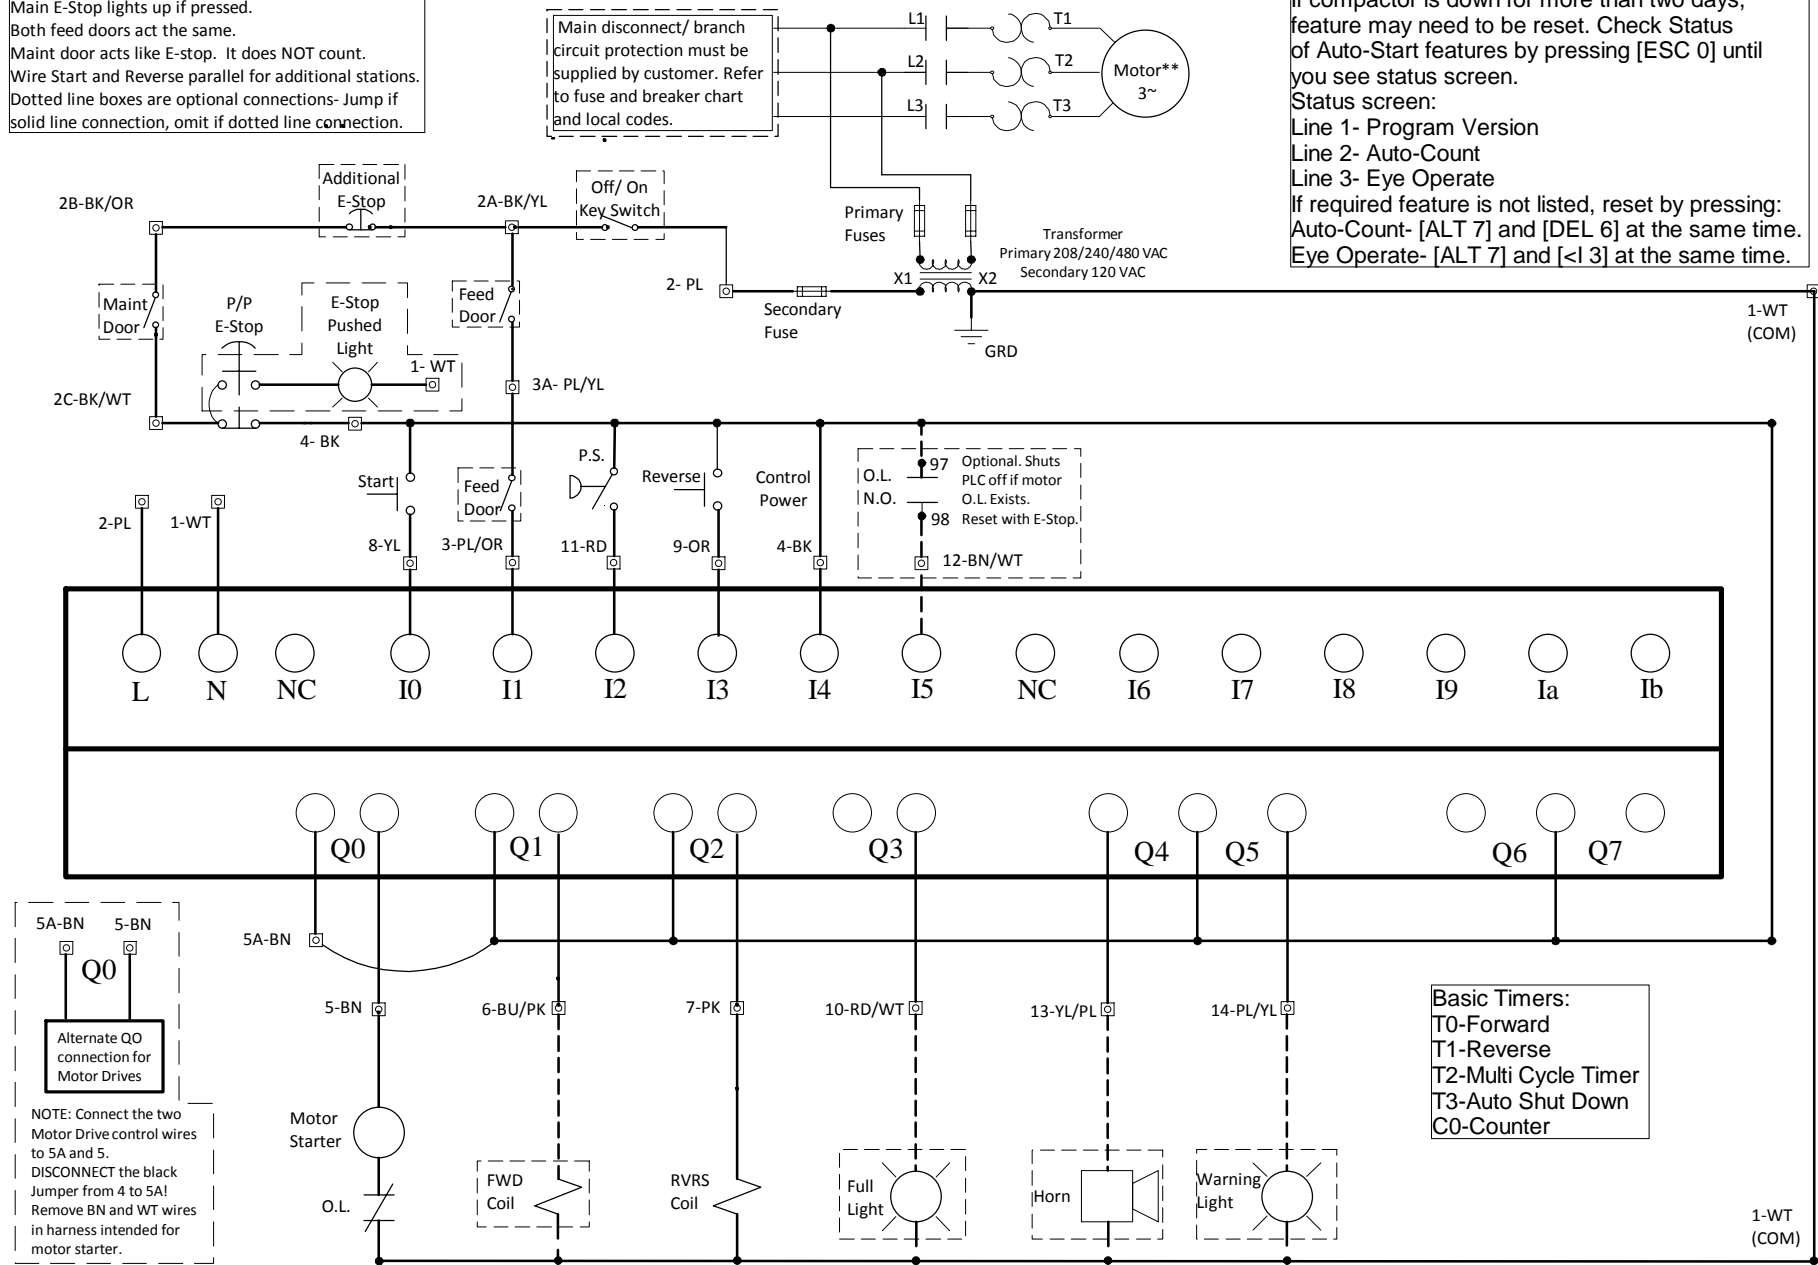 Main E-Stop lights up if pressed.
Both feed doors act the same.
Maint door acts like E-stop. It does NOT count.
Wire Start and Reverse parallel for additional stations.
Dotted line boxes are optional connections- Jump if
solid line connection, omit if dotted line connection.
Main disconnect/ branch
circuit protection must be
supplied by customer. Refer
to fuse and breaker chart
and local codes.
L1
T1
L2
T2
L3
T3
Motor**
3~
If compactor is down for more than two days,
feature may need to be reset. Check Status
of Auto-Start features by pressing [ESC 0] until
you see status screen.
Status screen:
Line 1- Program Version
Line 2- Auto-Count
Line 3- Eye Operate
If required feature is not listed, reset by pressing:
Auto-Count- [ALT 7] and [DEL 6] at the same time.
Eye Operate- [ALT 7] and [<I 3] at the same time.
2B-BK/OR
Additional
E-Stop
2A-BK/YL
Off/ On
Key Switch
Primary
Fuses
Transformer
Primary 208/240/480 VAC
Secondary 120 VAC
X1
X2
2- PL
Secondary
Fuse
GRD
1-WT
(COM)
Maint
Door
P/P
E-Stop
E-Stop
Pushed
Light
1- WT
Feed
Door
3A- PL/YL
2C-BK/WT
4- BK
2-PL
1-WT
Start
8-YL
Feed
Door
3-PL/OR
P.S.
11-RD
Reverse
9-OR
Control
Power
4-BK
O.L.
N.O.
97
98
Optional. Shuts
PLC off if motor
O.L. Exists.
Reset with E-Stop.
12-BN/WT
L
N
NC
I0
I1
I2
I3
I4
I5
NC
I6
I7
I8
I9
Ia
Ib
Q0
Q1
Q2
Q3
Q4
Q5
Q6
Q7
5A-BN
5-BN
Q0
Alternate QO
connection for
Motor Drives
NOTE: Connect the two
Motor Drive control wires
to 5A and 5.
DISCONNECT the black
Jumper from 4 to 5A!
Remove BN and WT wires
in harness intended for
motor starter.
5A-BN
5-BN
6-BU/PK
7-PK
10-RD/WT
13-YL/PL
14-PL/YL
Motor
Starter
O.L.
FWD
Coil
RVRS
Coil
Full
Light
Horn
Warning
Light
Basic Timers:
T0-Forward
T1-Reverse
T2-Multi Cycle Timer
T3-Auto Shut Down
C0-Counter
1-WT
(COM)